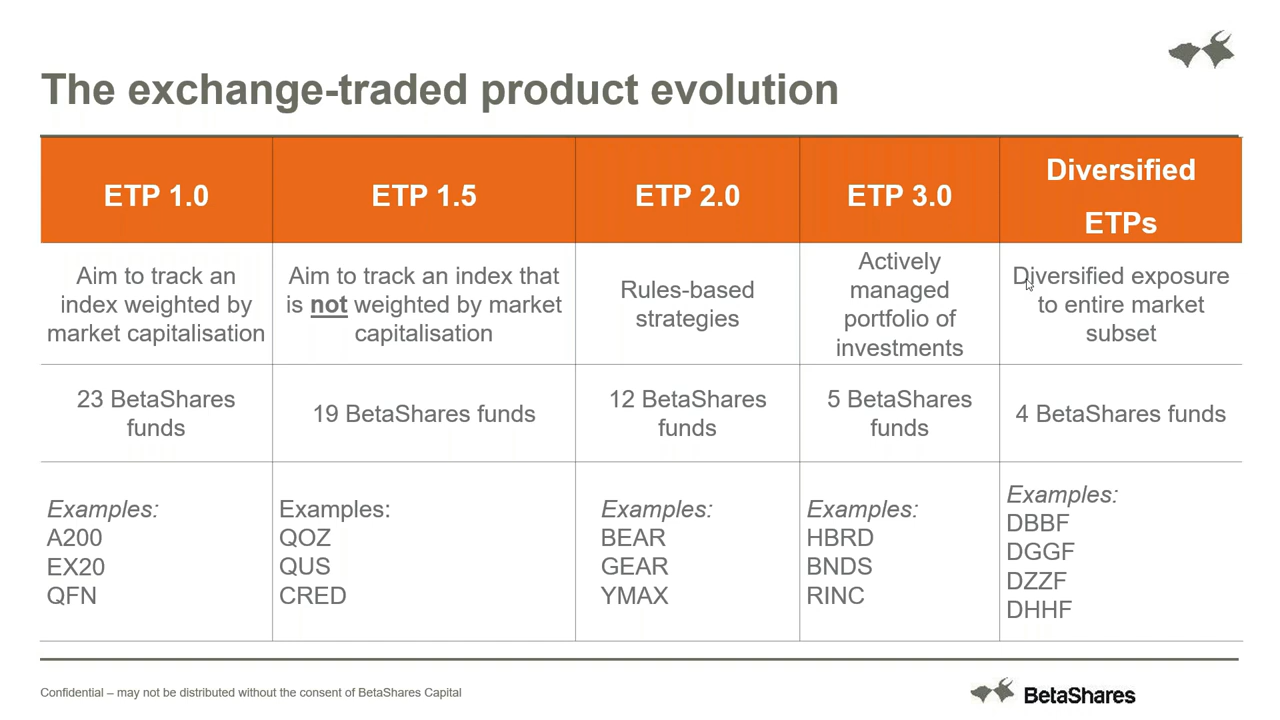 The exchange-traded product evolution
ETP 1.0
ETP 1.5
ETP 2.0
ETP 3.0
Diversified
ETPs
Aim to track an
index weighted by
market capitalisation
Aim to track an index that
is not weighted by market
capitalisation
Rules-based
strategies
Actively
managed
portfolio of
investments
Diversified exposure
to entire market
subset
23 BetaShares
funds
19 BetaShares funds
12 BetaShares
funds
5 BetaShares
funds
4 BetaShares funds
Examples:
A200
EX20
QFN
Examples:
QOZ
QUS
CRED
Examples:
BEAR
GEAR
YMAX
Examples:
HBRD
BNDS
RINC
Examples:
DBBF
DGGF
DZZF
DHHF
Confidential – may not be distributed without the consent of BetaShares Capital
BetaShares